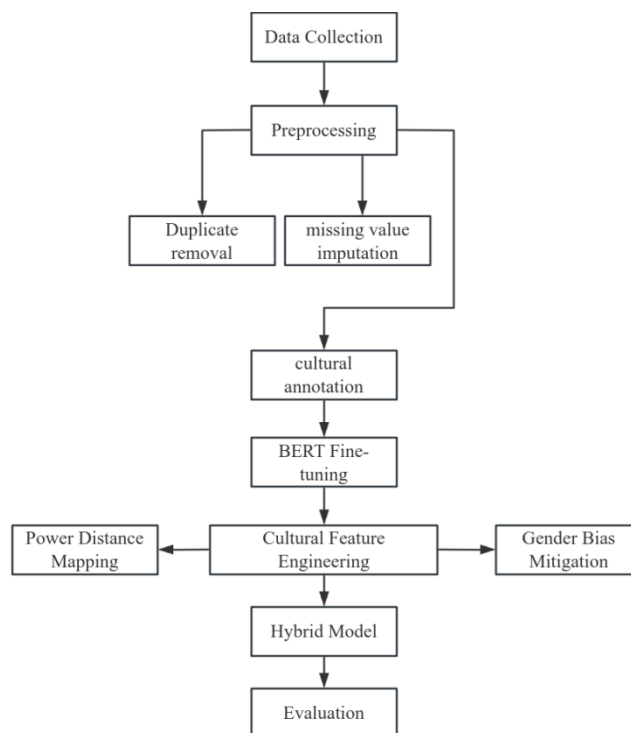 Data Collection
Preprocessing
Duplicate
removal
missing value
imputation
cultural
annotation
BERT Fine-
tuning
Power Distance
Mapping
Cultural Feature
Engineering
Gender Bias
Mitigation
Hybrid Model
Evaluation